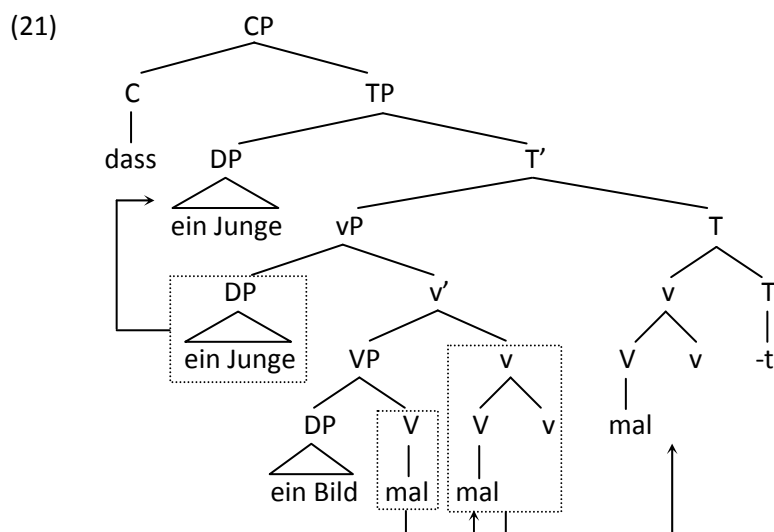 (21) CP
C TP
dass DP T’
ein Junge vP T
DP v’ v T
ein Junge VP v V v -t
DP V V v mal
ein Bild mal mal